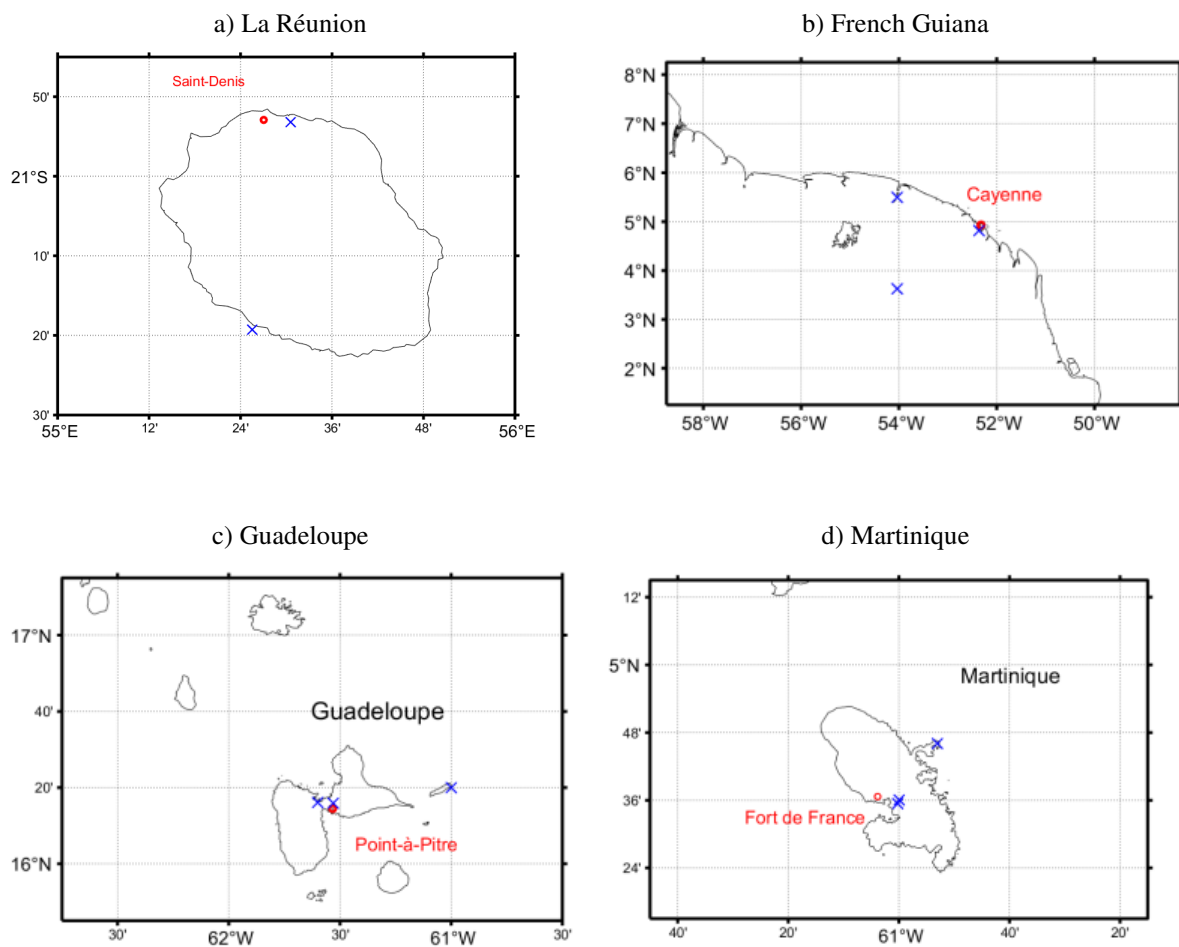 a) La Réunion
Saint-Denis
50'
21°S
10'
20'
30'
55°E 12' 24' 36' 48' 56°E
b) French Guiana
8°N
7°N
6°N
Cayenne
5°N
4°N
3°N
2°N
58°W 56°W 54°W 52°W 50°W
c) Guadeloupe
17°N
Guadeloupe
40'
20'
Point-à-Pitre
16°N
30' 62°W 30' 61°W 30'
d) Martinique
12'
5°N
Martinique
48'
36'
Fort de France
24'
40' 20' 61°W 40' 20'